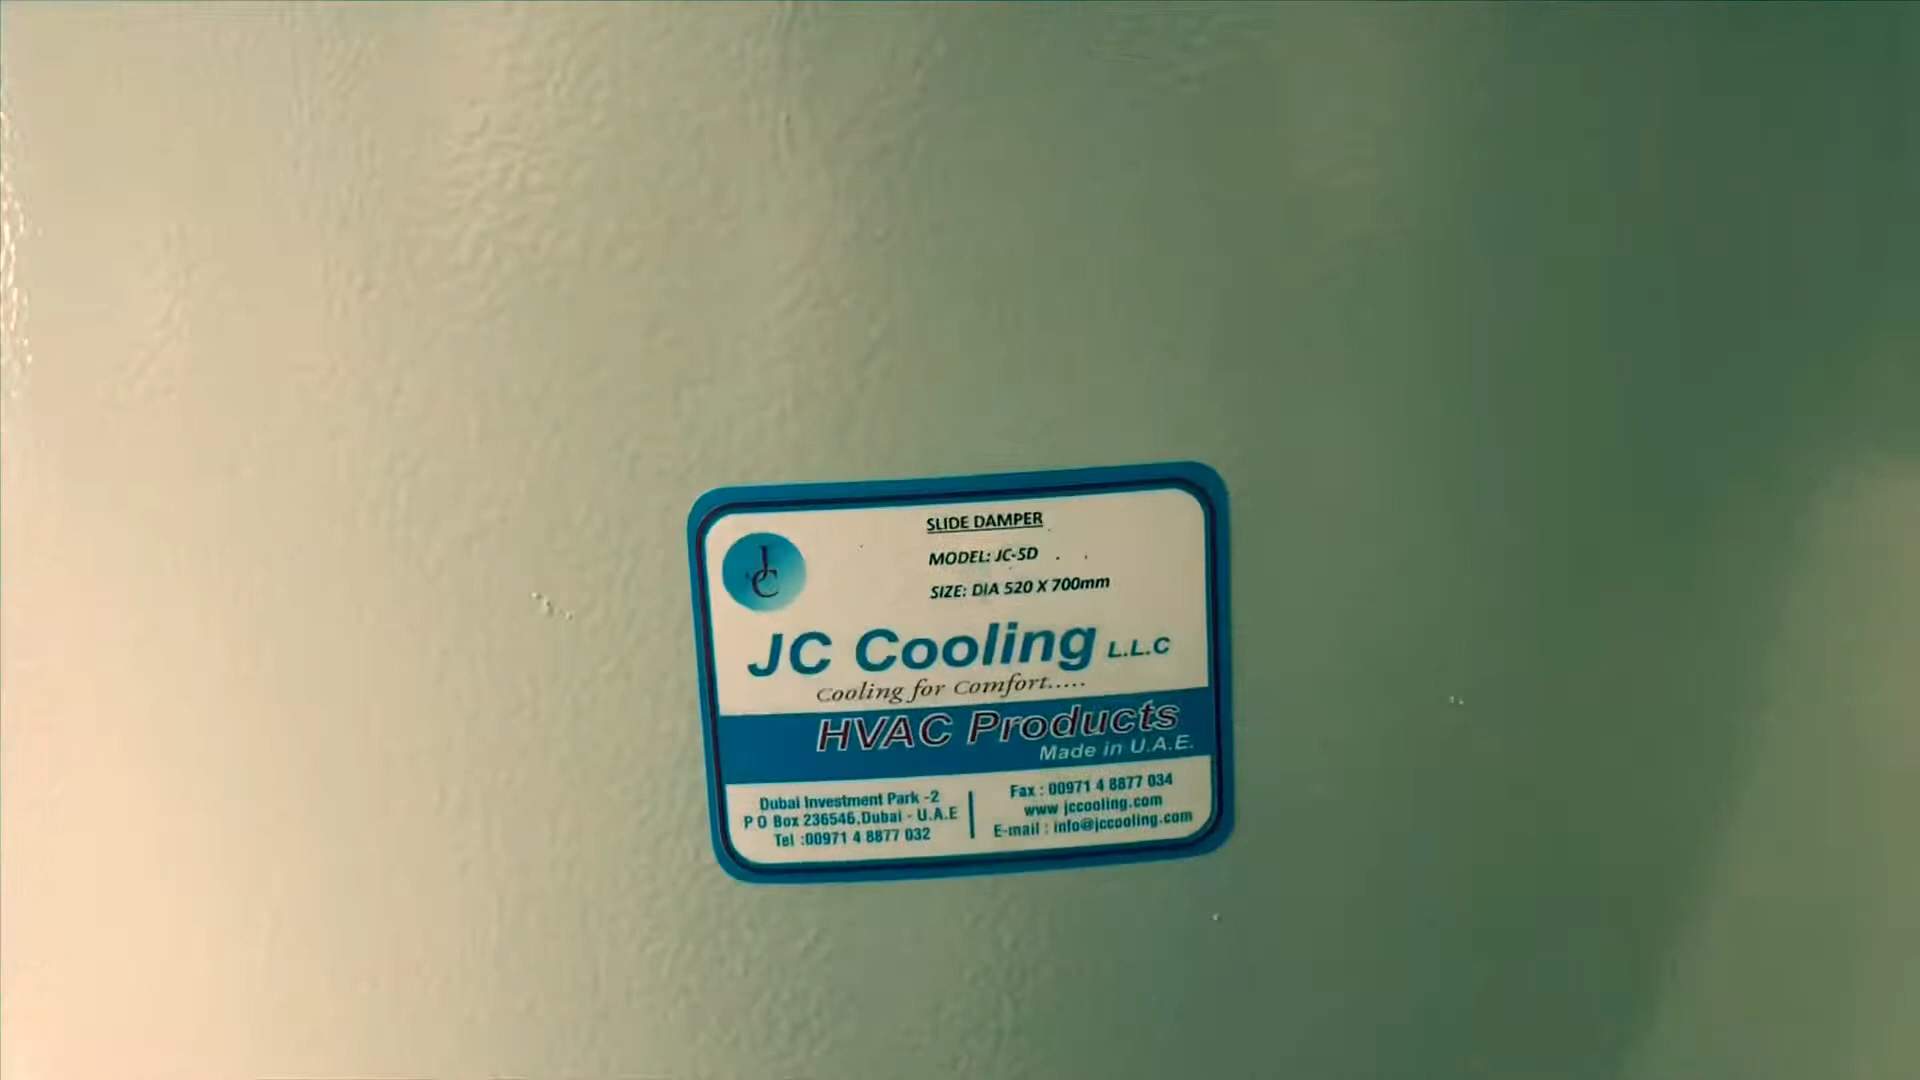 JC
SLIDE DAMPER
MODEL: JC-SD
SIZE: DIA 520 X 700mm
JC Cooling L.L.C
Cooling for Comfort.....
HVAC Products
Made in U.A.E.
Dubai Investment Park -2
P O Box 236546,Dubai - U.A.E
Tel :00971 4 8877 032
Fax : 00971 4 8877 034
www jccooling.com
E-mail : info@jccooling.com